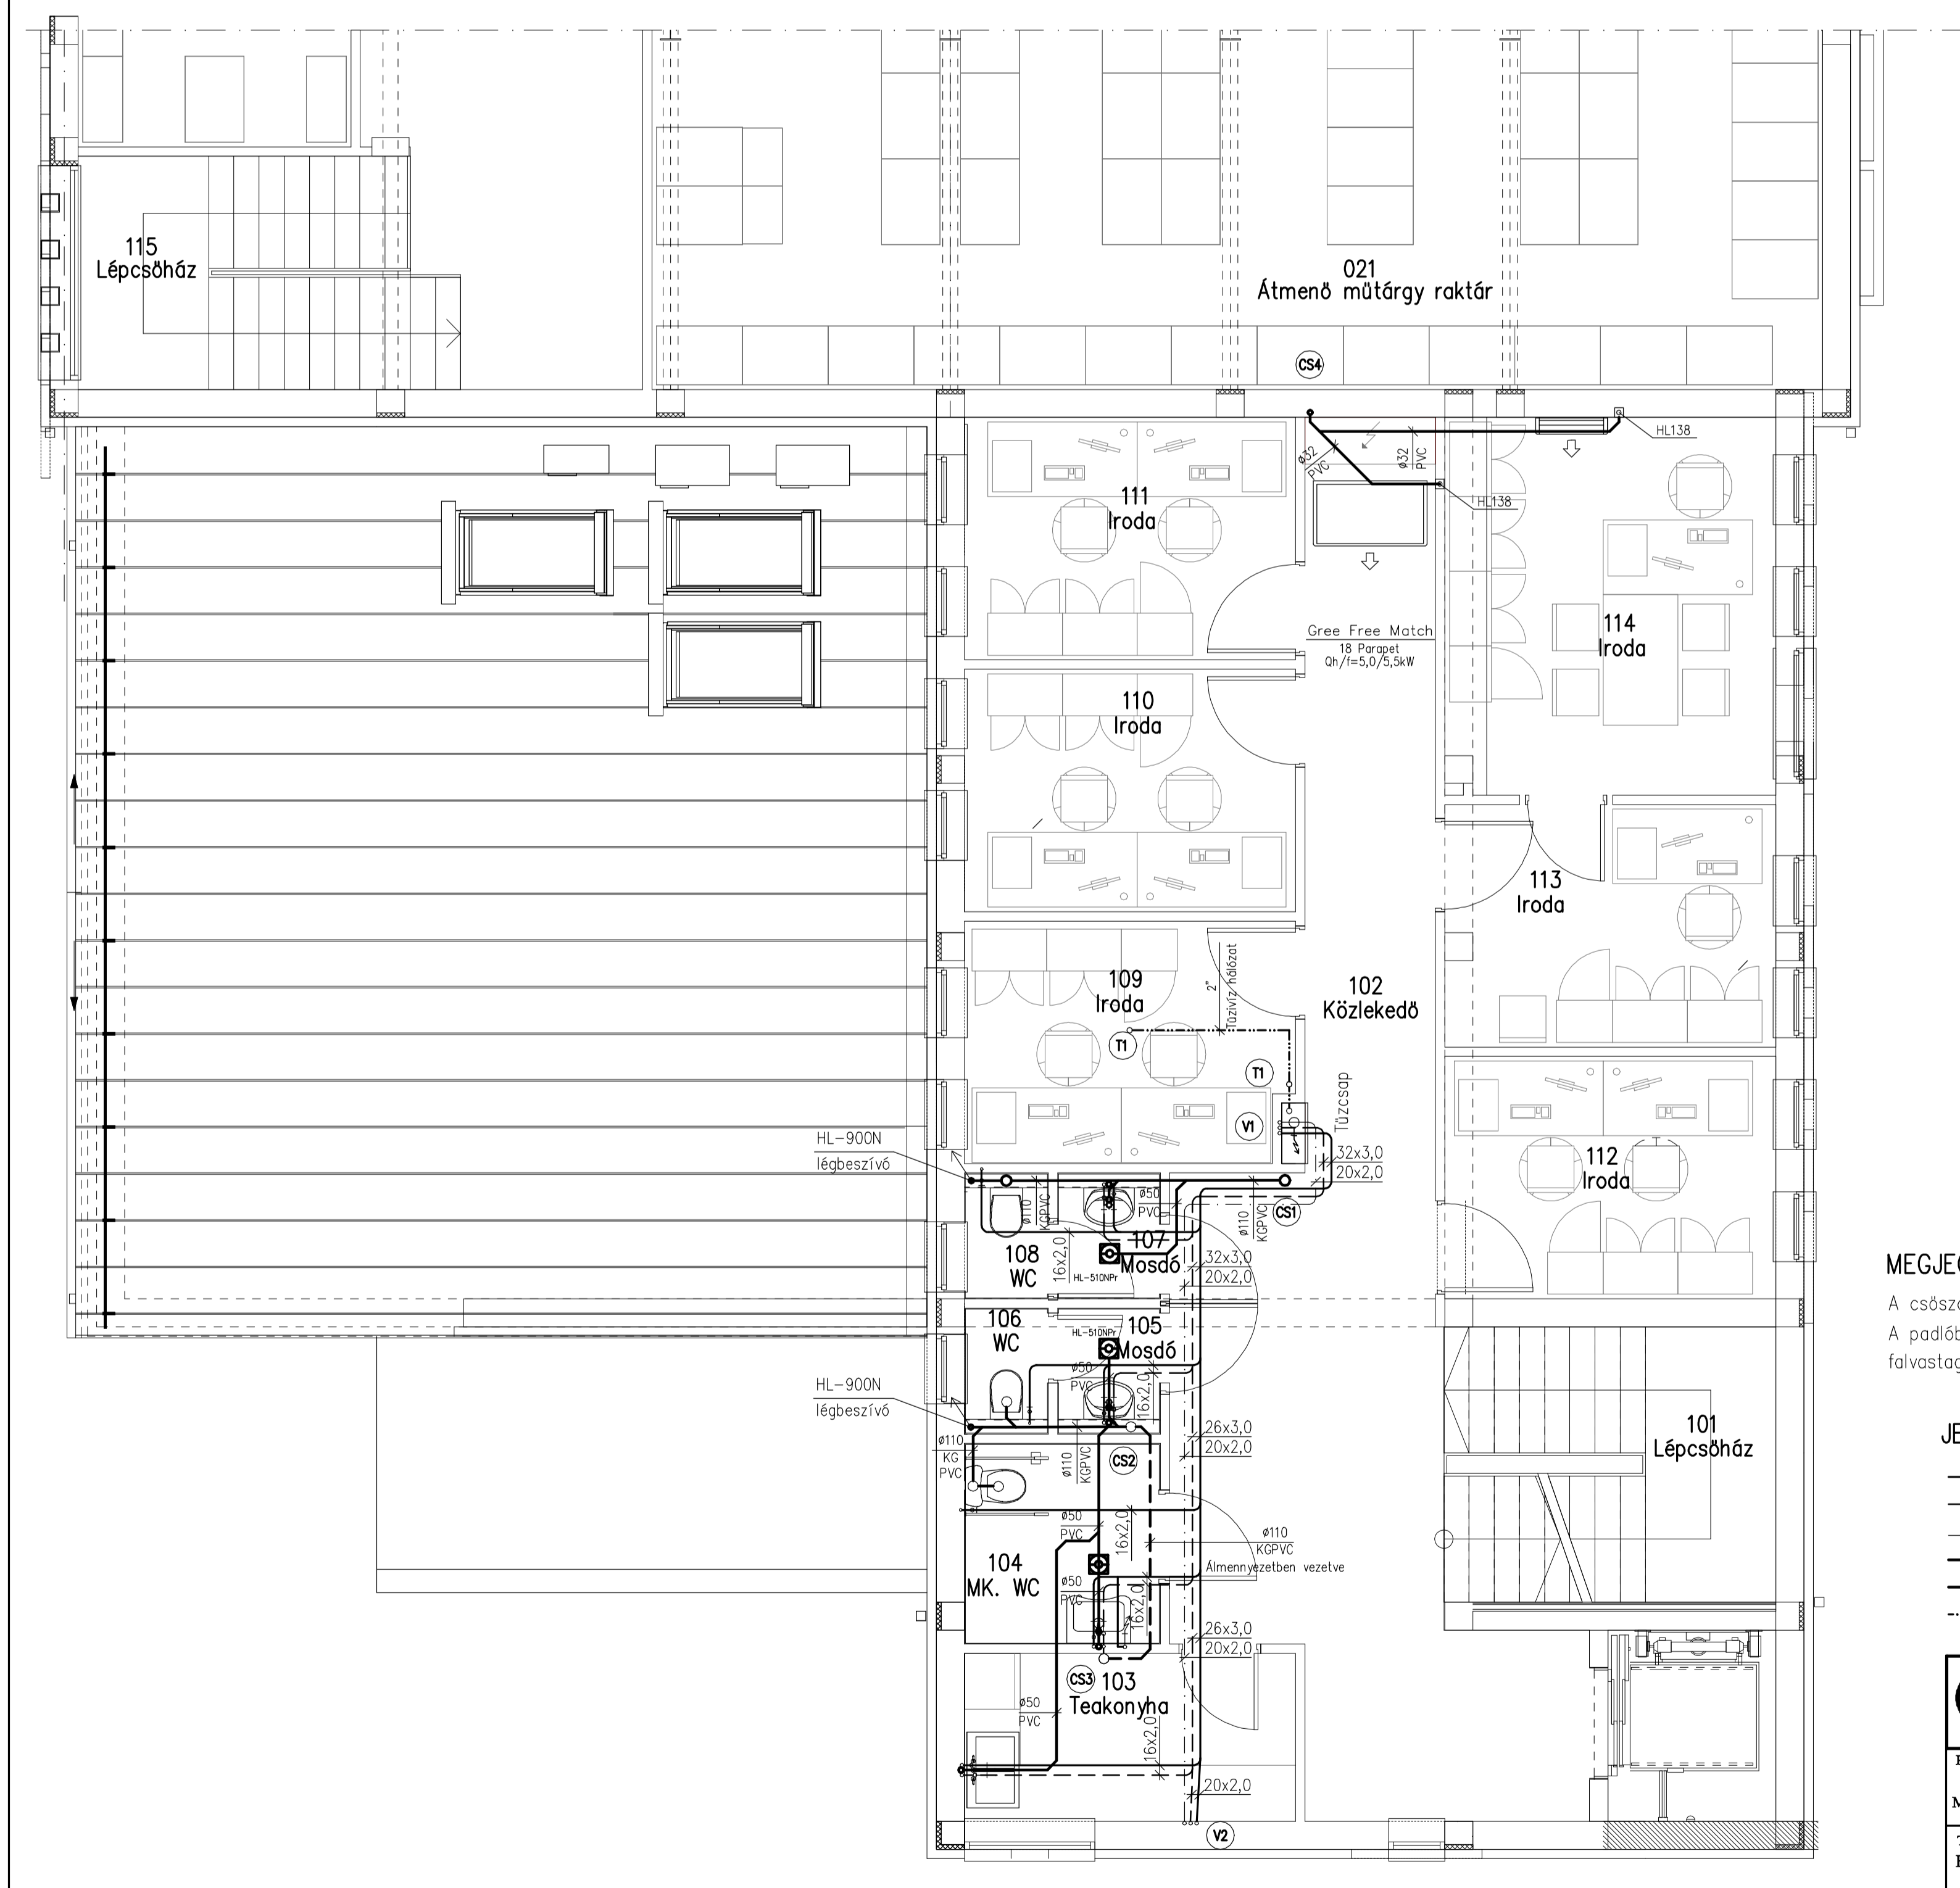 115
Lépcsőház
021
Átmenő műtárgy raktár
CS4
HL138
ø32
PVC
ø32
PVC
HL138
111
Iroda
114
Iroda
Gree Free Match
18 Parapet
Qh/f=5,0/5,5kW
110
Iroda
113
Iroda
109
Iroda
2"
Tűzivíz hálózat
102
Közlekedő
T1
T1
V1
Tűzcsap
HL-900N
légbeszívó
32x3,0
20x2,0
112
Iroda
ø110
KGPVC
ø50
PVC
ø110
KGPVC
CS1
108
WC
16x2,0
107
Mosdó
HL-510NPr
32x3,0
20x2,0
106
WC
HL-510NPr
105
Mosdó
ø50
PVC
16x2,0
HL-900N
légbeszívó
ø110
KG
PVC
ø110
KGPVC
CS2
26x3,0
20x2,0
101
Lépcsőház
ø50
PVC
16x2,0
ø110
KGPVC
Álmennyezetben vezetve
104
MK. WC
ø50
PVC
16x2,0
26x3,0
20x2,0
CS3
103
Teakonyha
ø50
PVC
16x2,0
20x2,0
V2
MEGJE
A csősz
A padlób
falvasta
JE